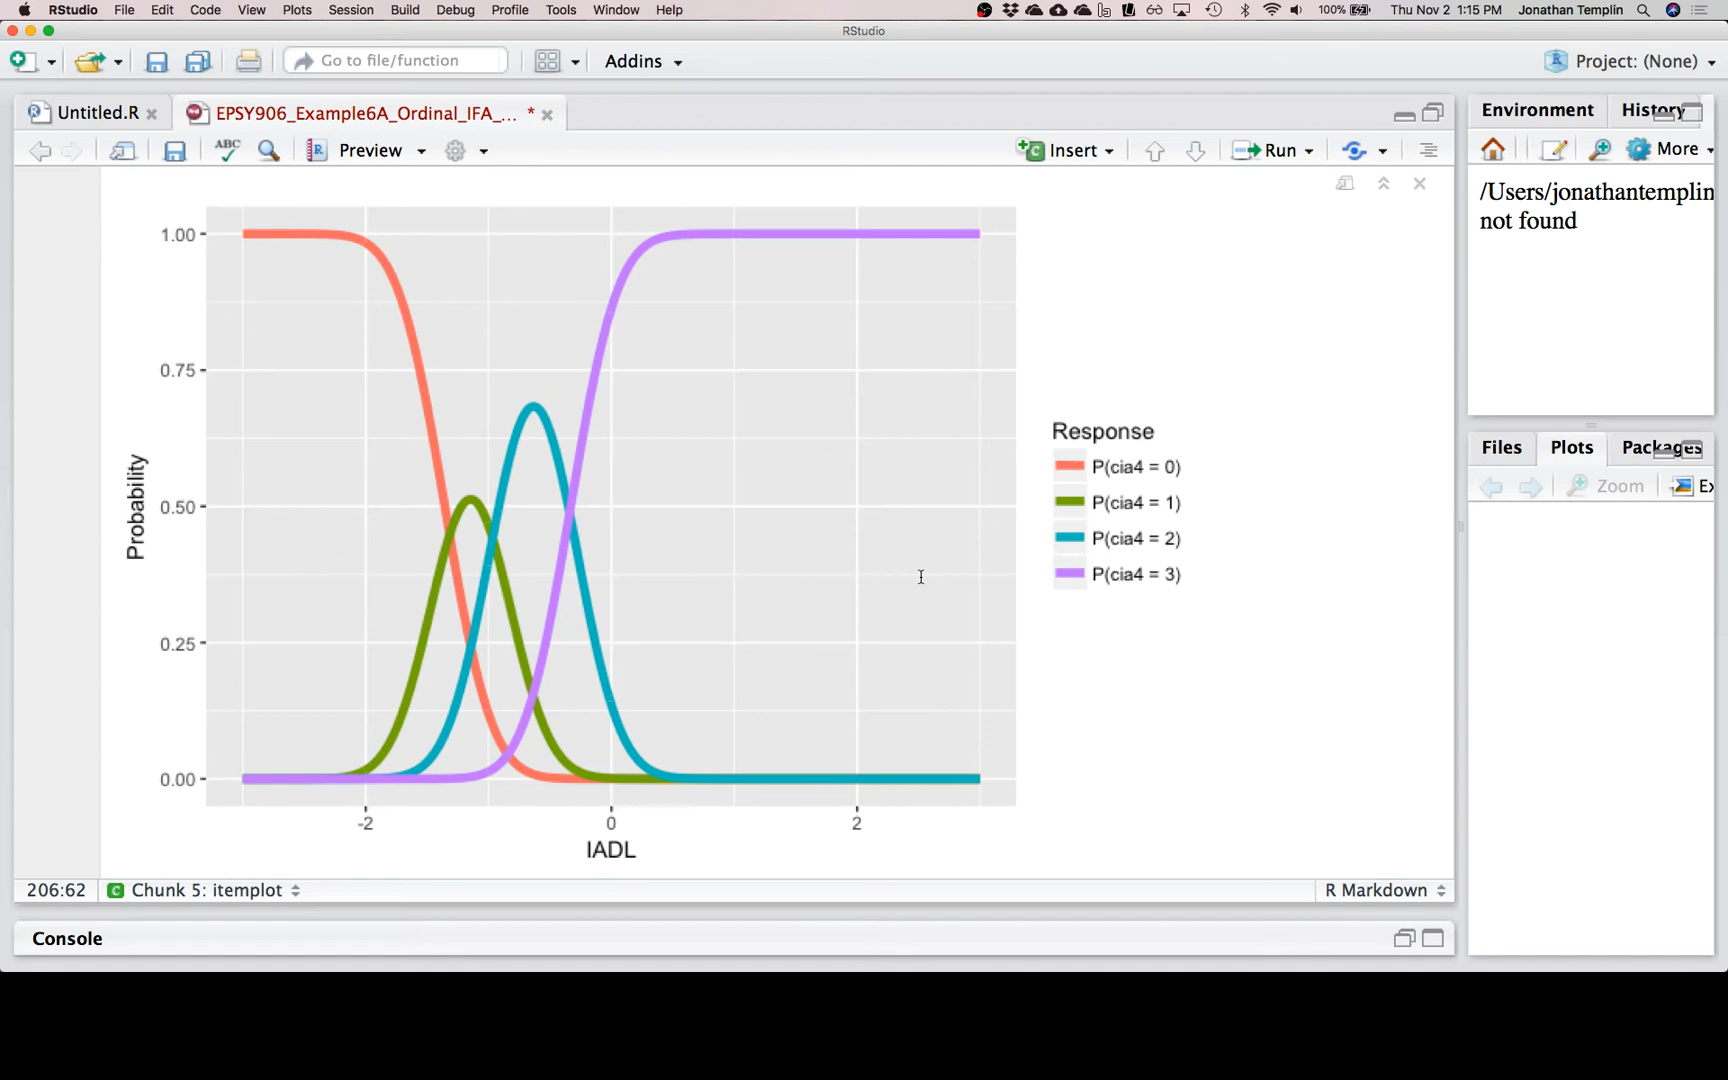 RStudio File Edit Code View Plots Session Build Debug Profile Tools Window Help 100% Thu Nov 2 1:15 PM Jonathan Templin
RStudio
Go to file/function Addins Project: (None)
Untitled.R EPSY906_Example6A_Ordinal_IFA_... *
ABC Preview Insert Run
Environment History
More
/Users/jonathantemplin
not found
Files Plots Packages
Zoom Ex
1.00
0.75
0.50
0.25
0.00
Probability
-2 0 2
IADL
Response
P(cia4 = 0)
P(cia4 = 1)
P(cia4 = 2)
P(cia4 = 3)
206:62 C Chunk 5: itemplot R Markdown
Console